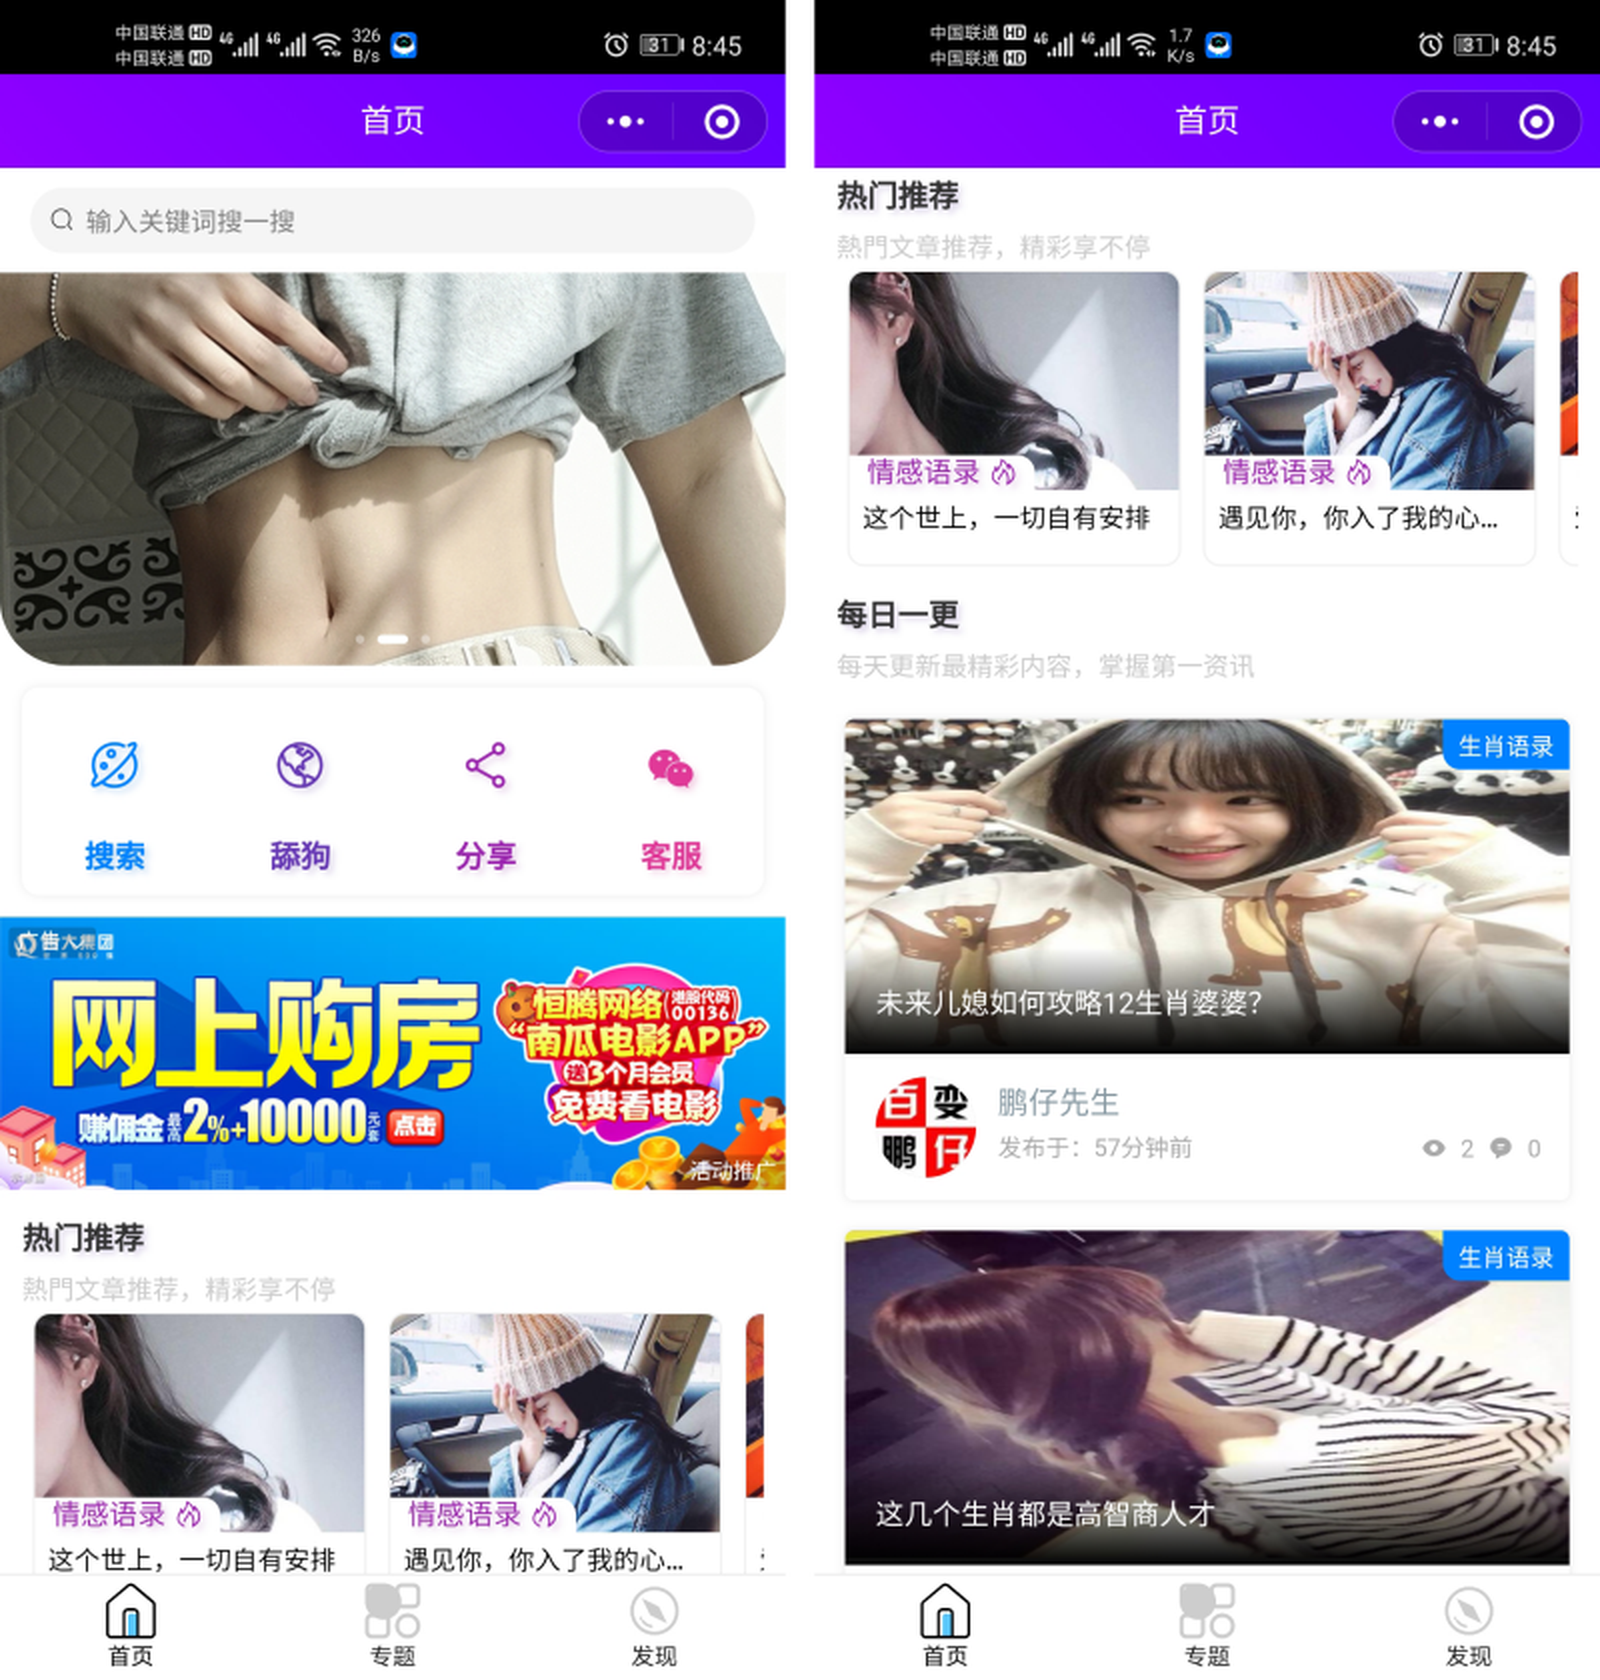 中国联通 HD 4G 4G 326 B/s 31 8:45
中国联通 HD
首页
输入关键词搜一搜
搜索
舔狗
分享
客服
广告
大集团
网上购房
赚佣金最高2%+10000元/套 点击
恒腾网络(港股代码00136)
“南瓜电影APP”
送3个月会员
免费看电影
活动推广
热门推荐
熱門文章推荐，精彩享不停
情感语录
这个世上，一切自有安排
情感语录
遇见你，你入了我的心...
首页
专题
发现
中国联通 HD 4G 4G 1.7 K/s 31 8:45
中国联通 HD
首页
热门推荐
熱門文章推荐，精彩享不停
情感语录
这个世上，一切自有安排
情感语录
遇见你，你入了我的心...
每日一更
每天更新最精彩内容，掌握第一资讯
生肖语录
未来儿媳如何攻略12生肖婆婆？
百变鹏仔
鹏仔先生
发布于：57分钟前
2 0
生肖语录
这几个生肖都是高智商人才
首页
专题
发现